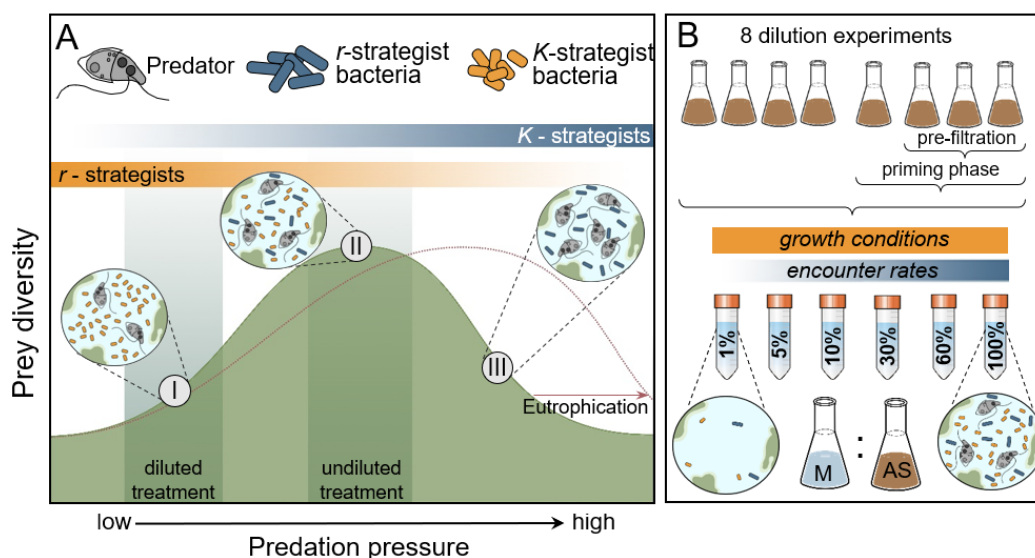 A
Predator
r-strategist
bacteria
K-strategist
bacteria
K - strategists
r - strategists
I
II
III
Eutrophication
diluted
treatment
undiluted
treatment
Prey diversity
low
high
Predation pressure
B
8 dilution experiments
pre-filtration
priming phase
growth conditions
encounter rates
1%
5%
10%
30%
60%
100%
M
:
AS